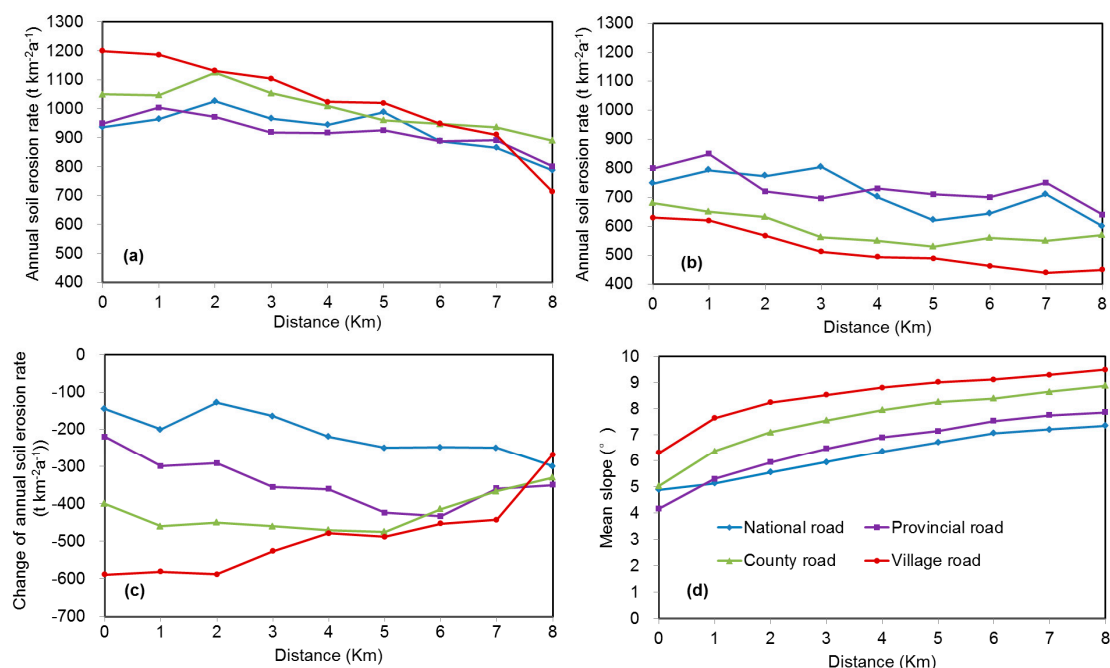 Annual soil erosion rate (t km-2a-1)
1300
1200
1100
1000
900
800
700
600
500
400
(a)
0 1 2 3 4 5 6 7 8
Distance (Km)
Annual soil erosion rate (t km-2a-1)
1300
1200
1100
1000
900
800
700
600
500
400
(b)
0 1 2 3 4 5 6 7 8
Distance (Km)
Change of annual soil erosion rate
(t km-2a-1))
0
-100
-200
-300
-400
-500
-600
-700
(c)
0 1 2 3 4 5 6 7 8
Distance (Km)
Mean slope (°)
10
9
8
7
6
5
4
3
2
1
0
National road
Provincial road
County road
Village road
(d)
0 1 2 3 4 5 6 7 8
Distance (Km)